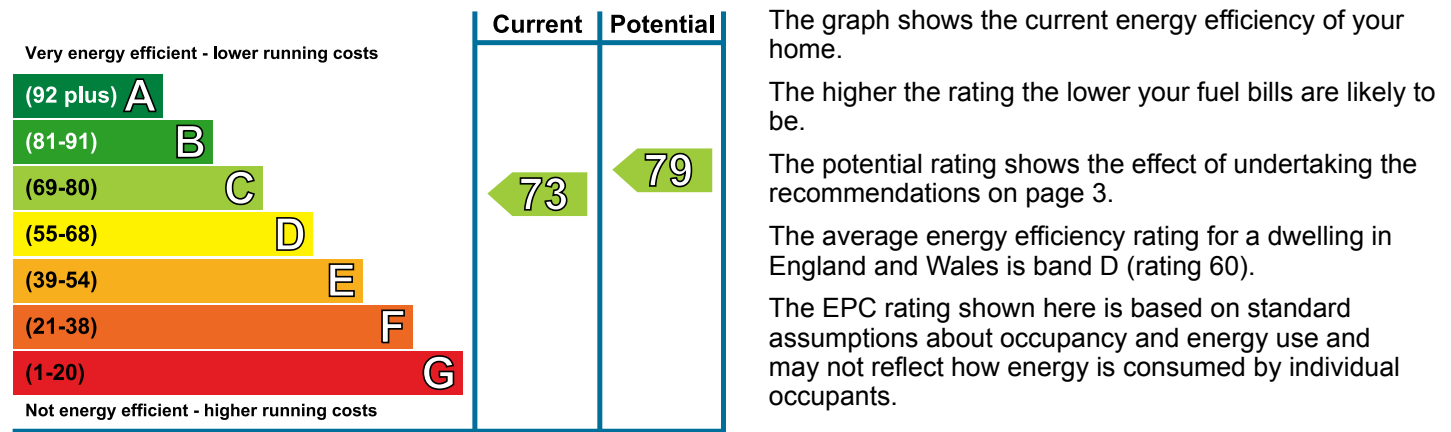 Current Potential
Very energy efficient - lower running costs
(92 plus) A
(81-91) B
(69-80) C
(55-68) D
(39-54) E
(21-38) F
(1-20) G
Not energy efficient - higher running costs
73
79
The graph shows the current energy efficiency of your
home.
The higher the rating the lower your fuel bills are likely to
be.
The potential rating shows the effect of undertaking the
recommendations on page 3.
The average energy efficiency rating for a dwelling in
England and Wales is band D (rating 60).
The EPC rating shown here is based on standard
assumptions about occupancy and energy use and
may not reflect how energy is consumed by individual
occupants.